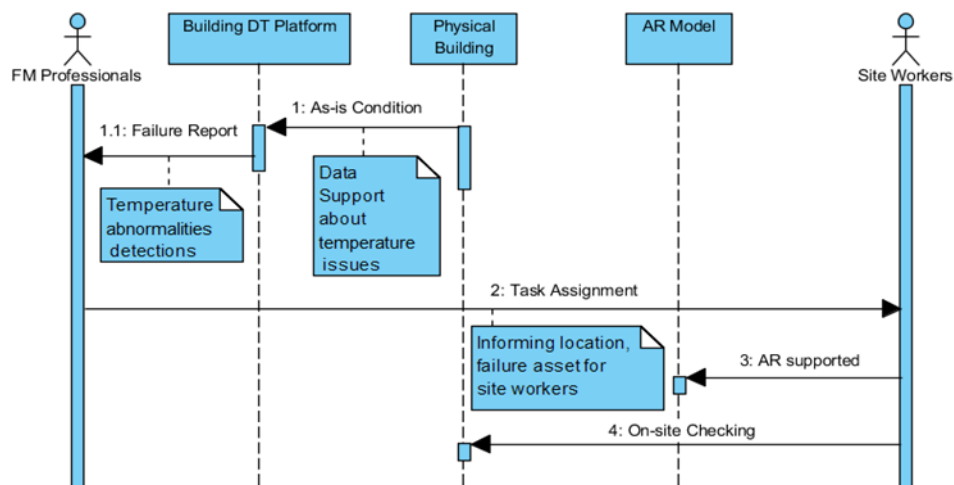 Building DT Platform
Physical
Building
AR Model
FM Professionals
Site Workers
1: As-is Condition
1.1: Failure Report
Data
Support
about
temperature
issues
Temperature
abnormalities
detections
2: Task Assignment
Informing location,
failure asset for
site workers
3: AR supported
4: On-site Checking